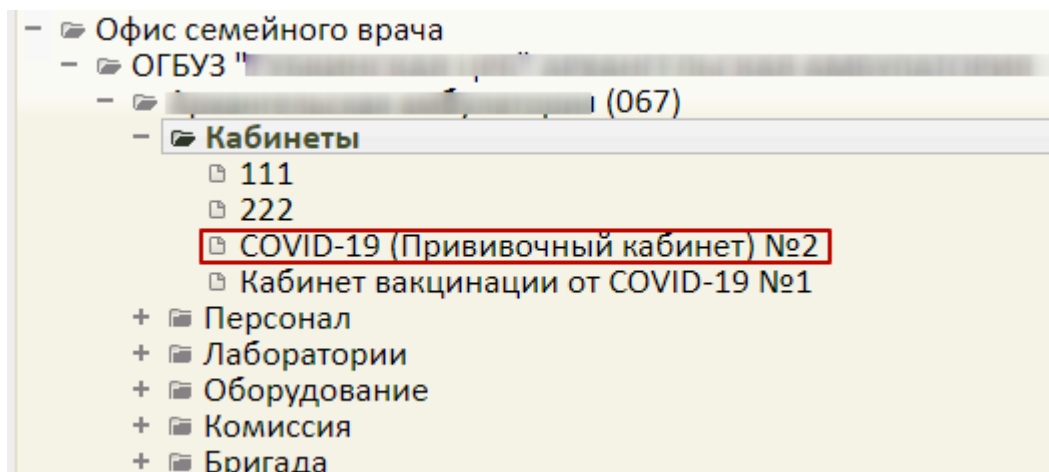 Офис семейного врача
ОГБУЗ "
(067)
Кабинеты
111
222
COVID-19 (Прививочный кабинет) №2
Кабинет вакцинации от COVID-19 №1
Персонал
Лаборатории
Оборудование
Комиссия
Бригада